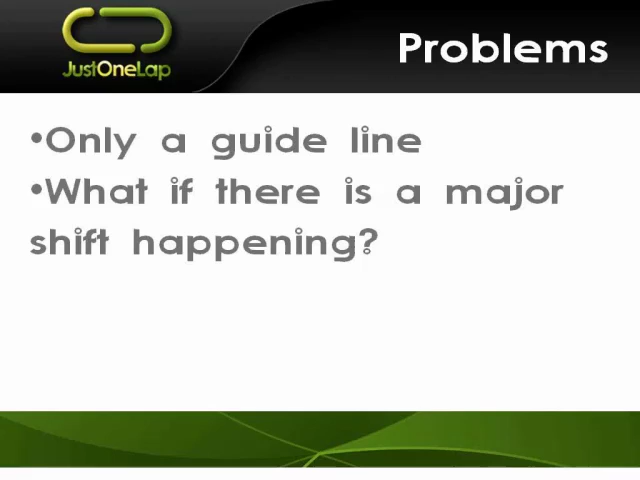 JustOneLap
Problems
•Only a guide line
•What if there is a major
shift happening?